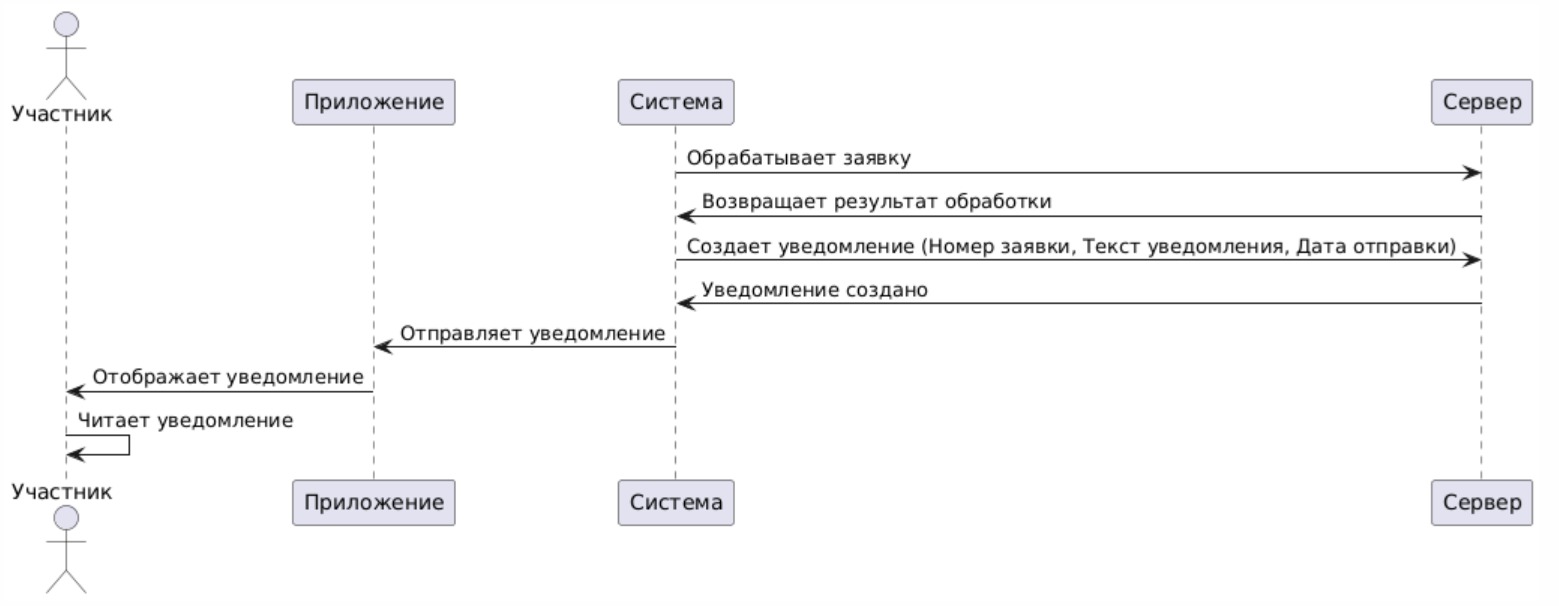 Участник
Приложение
Система
Сервер
Обрабатывает заявку
Возвращает результат обработки
Создает уведомление (Номер заявки, Текст уведомления, Дата отправки)
Уведомление создано
Отправляет уведомление
Отображает уведомление
Читает уведомление
Участник
Приложение
Система
Сервер